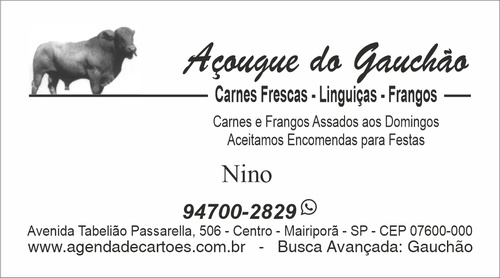 Açougue do Gauchão
Carnes Frescas - Linguiças - Frangos
Carnes e Frangos Assados aos Domingos
Aceitamos Encomendas para Festas
Nino
94700-2829
Avenida Tabelião Passarella, 506 - Centro - Mairiporã - SP - CEP 07600-000
www.agendadecartoes.com.br - Busca Avançada: Gauchão